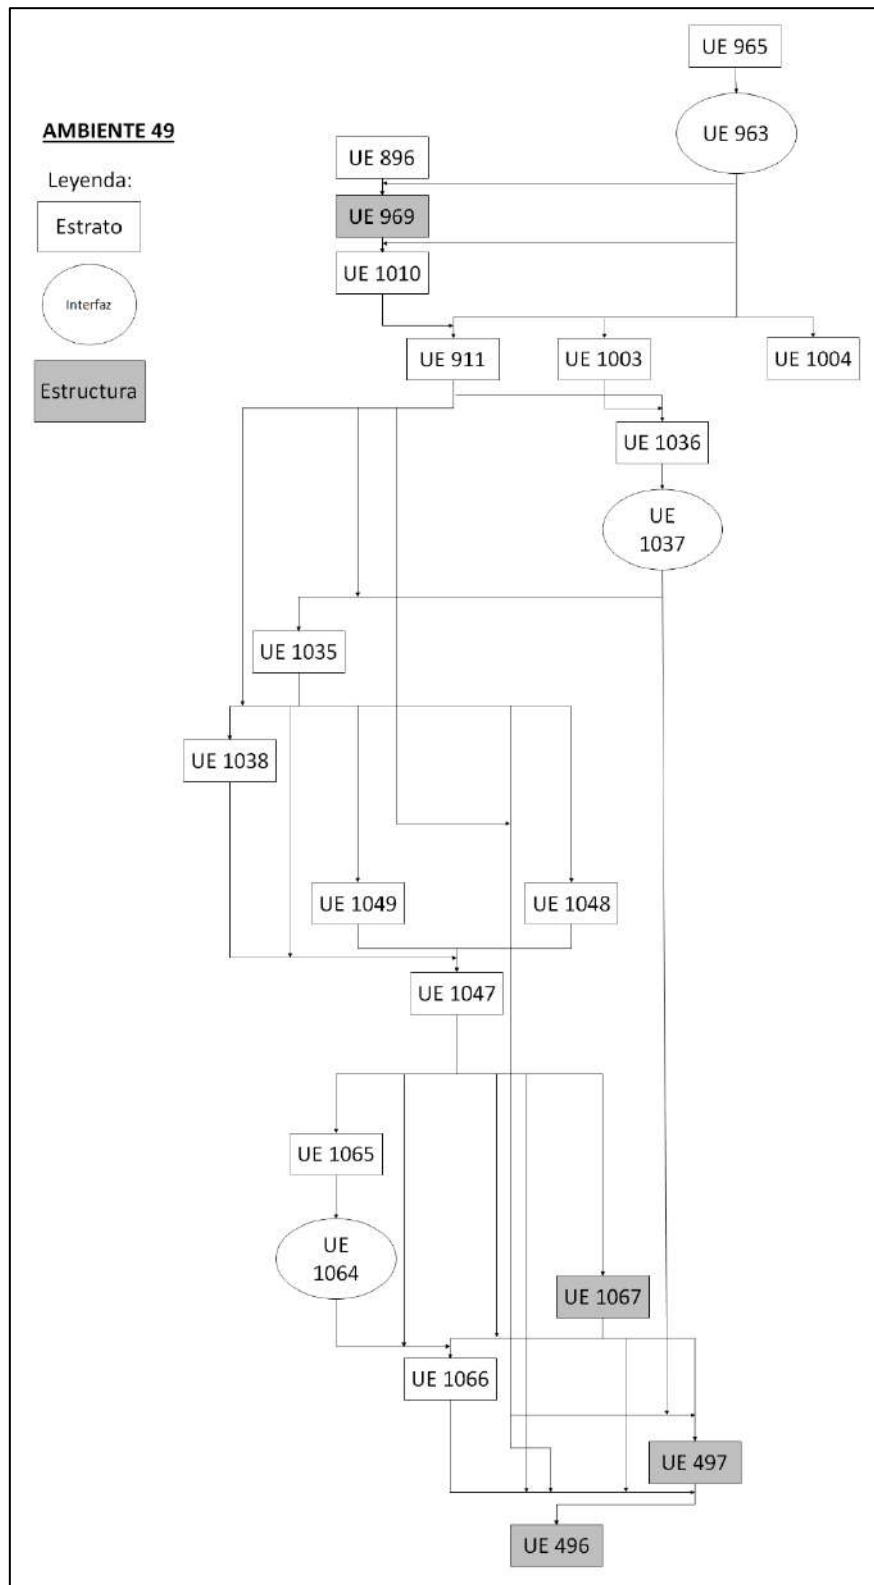 UE 965
AMBIENTE 49
UE 963
UE 896
Leyenda:
Estrato
UE 969
UE 1010
Interfaz
UE 911
UE 1003
UE 1004
Estructura
UE 1036
UE
1037
UE 1035
UE 1038
UE 1049
UE 1048
UE 1047
UE 1065
UE
1064
UE 1067
UE 1066
UE 497
UE 496